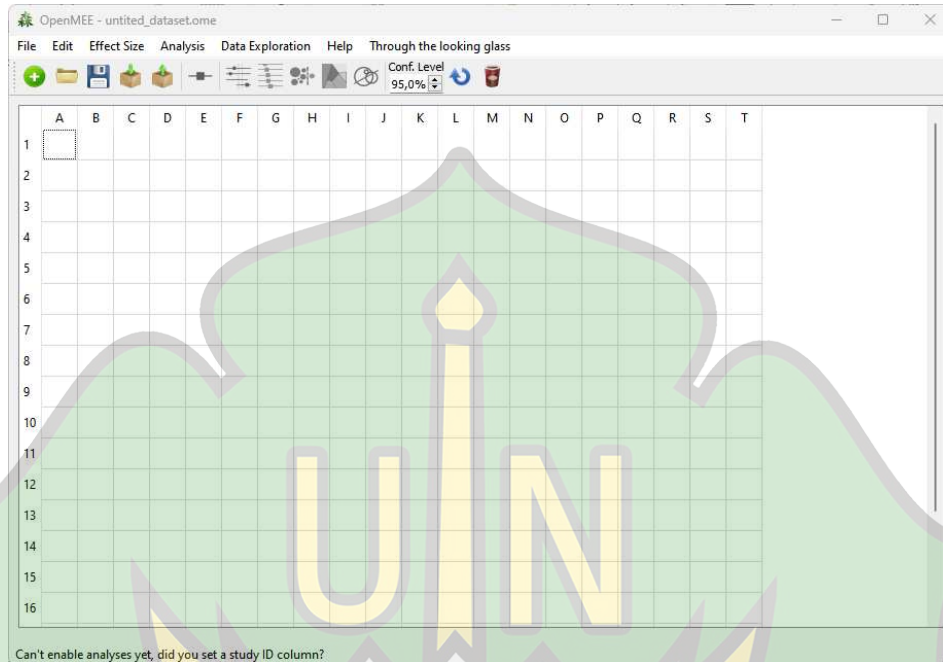 OpenMEE - untited_dataset.ome
File Edit Effect Size Analysis Data Exploration Help Through the looking glass
Conf. Level
95,0%
A B C D E F G H I J K L M N O P Q R S T
1
2
3
4
5
6
7
8
9
10
11
12
13
14
15
16
UIN
Can't enable analyses yet, did you set a study ID column?